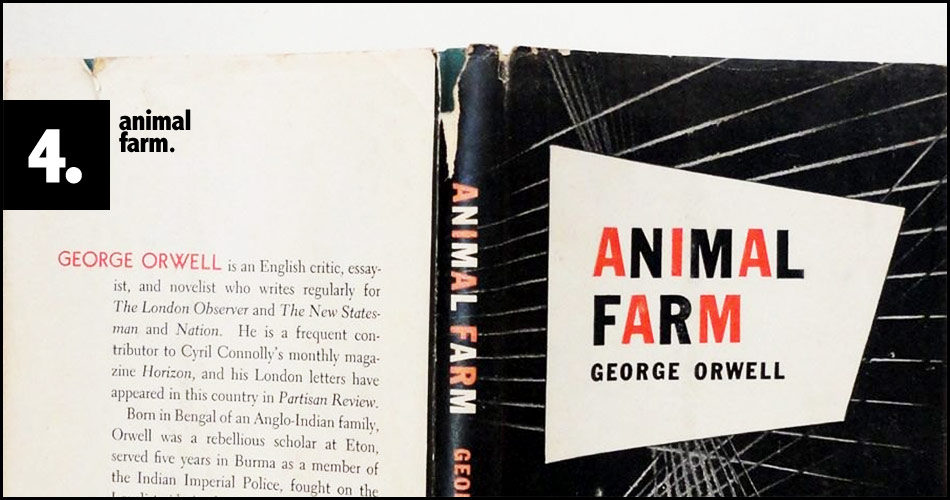 4.
animal
farm.
GEORGE ORWELL is an English critic, essay-
ist, and novelist who writes regularly for
The London Observer and The New States-
man and Nation. He is a frequent con-
tributor to Cyril Connolly's monthly maga-
zine Horizon, and his London letters have
appeared in this country in Partisan Review.
Born in Bengal of an Anglo-Indian family,
Orwell was a rebellious scholar at Eton,
served five years in Burma as a member of
the Indian Imperial Police, fought on the
ANIMAL FARM
ANIMAL
FARM
GEORGE ORWELL